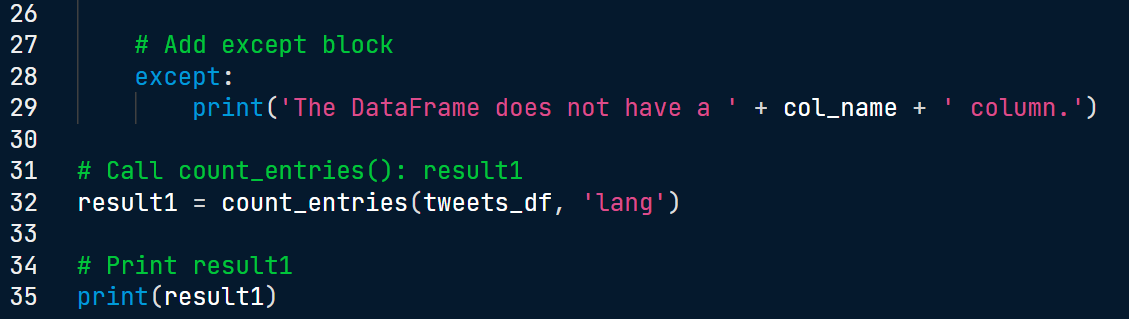 26
27 # Add except block
28 except:
29 print('The DataFrame does not have a ' + col_name + ' column.')
30
31 # Call count_entries(): result1
32 result1 = count_entries(tweets_df, 'lang')
33
34 # Print result1
35 print(result1)